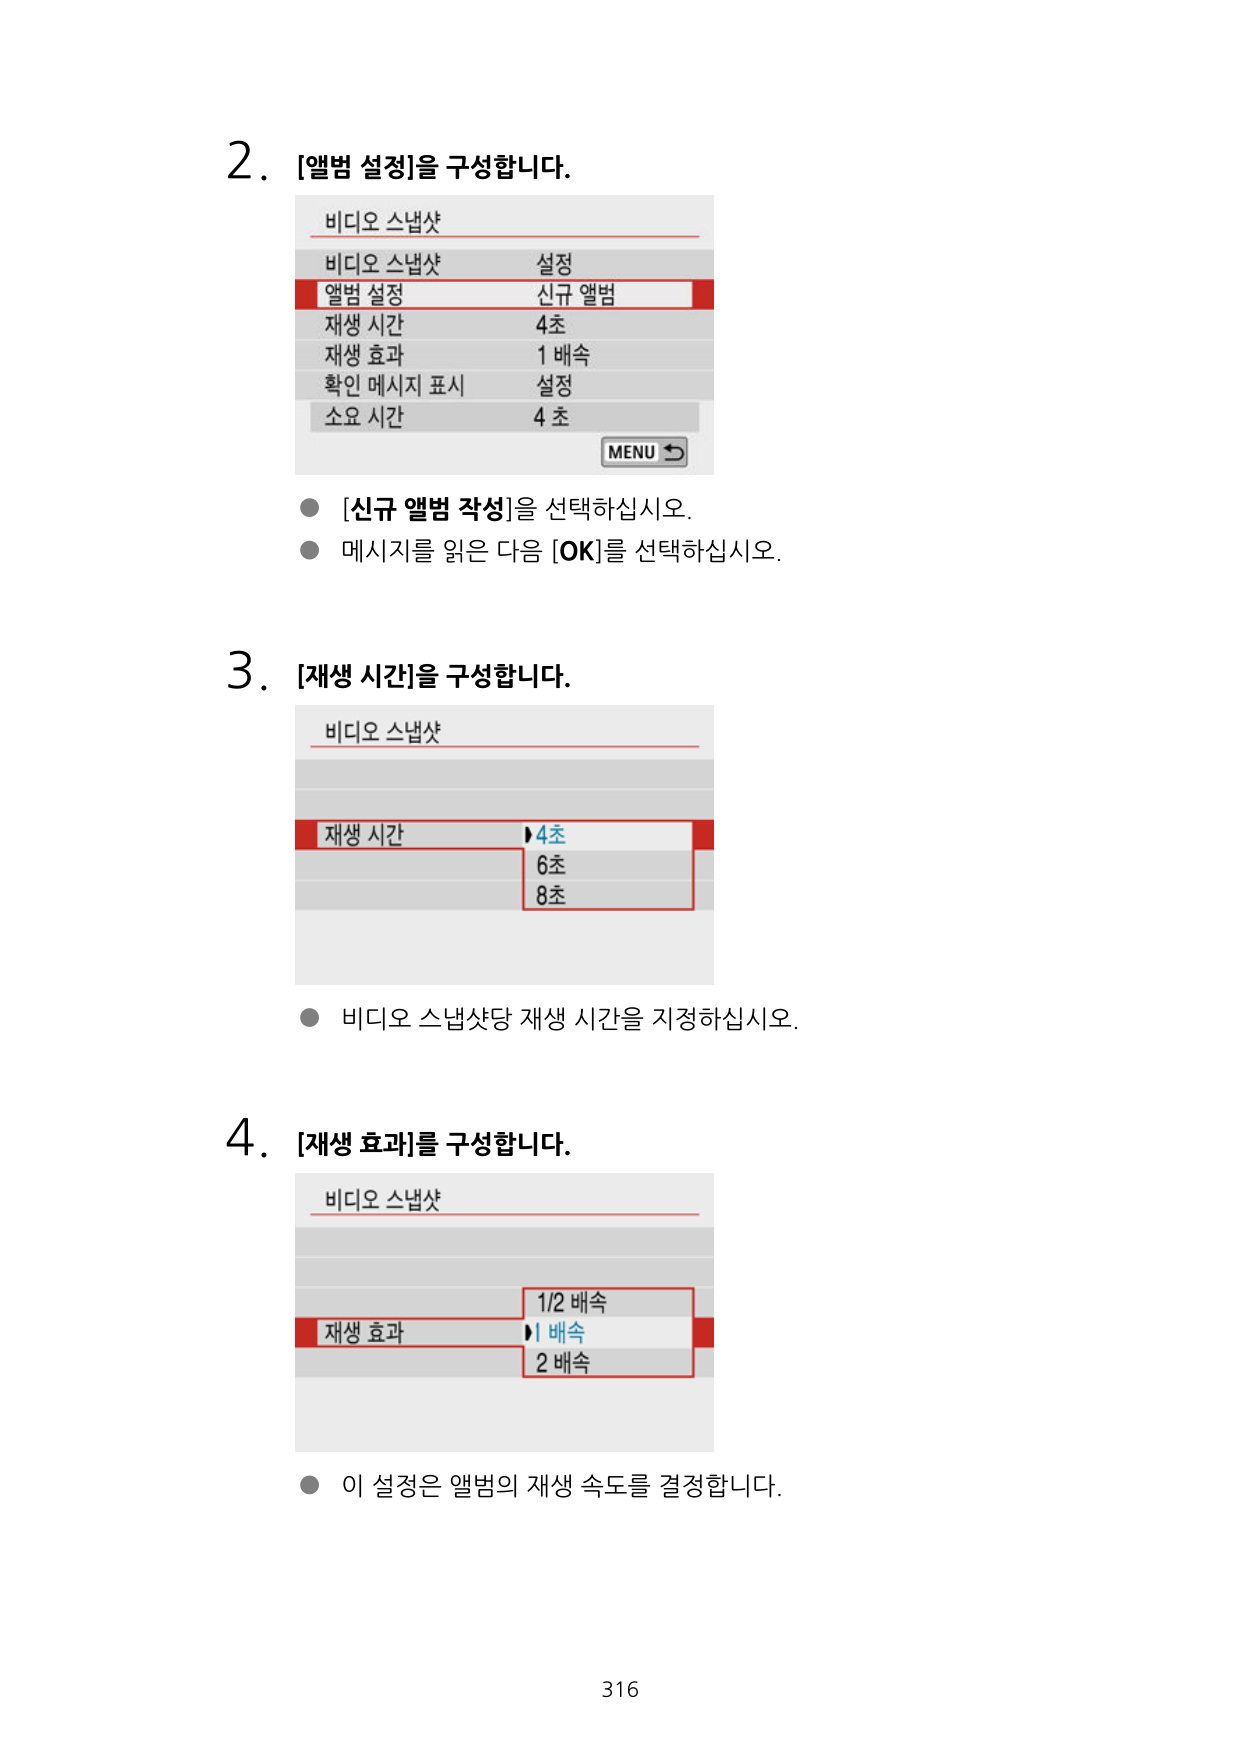 2. [앨범 설정]을 구성합니다.
비디오 스냅샷
비디오 스냅샷 설정
앨범 설정 신규 앨범
재생 시간 4초
재생 효과 1 배속
확인 메시지 표시 설정
소요 시간 4 초
MENU
● [신규 앨범 작성]을 선택하십시오.
● 메시지를 읽은 다음 [OK]를 선택하십시오.
3. [재생 시간]을 구성합니다.
비디오 스냅샷
재생 시간 4초
6초
8초
● 비디오 스냅샷당 재생 시간을 지정하십시오.
4. [재생 효과]를 구성합니다.
비디오 스냅샷
1/2 배속
재생 효과 1 배속
2 배속
● 이 설정은 앨범의 재생 속도를 결정합니다.
316